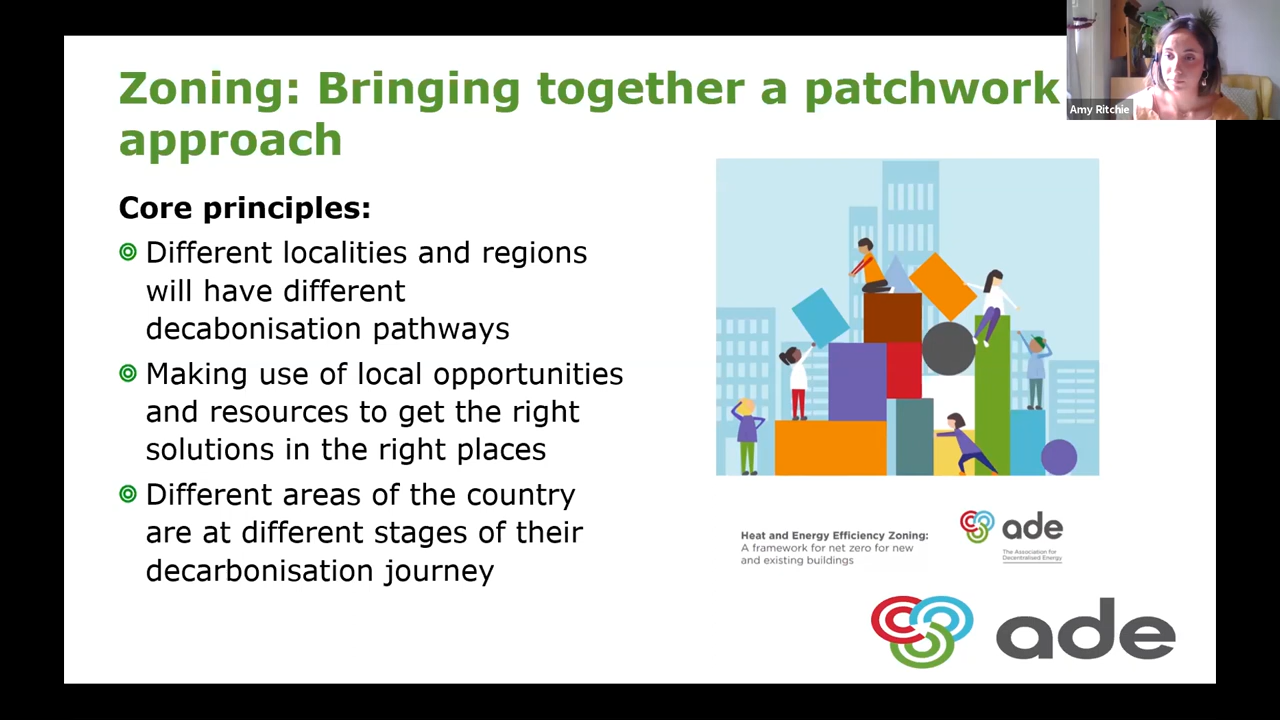 Zoning: Bringing together a patchwork
approach
Amy Ritchie
Core principles:
Different localities and regions
will have different
decabonisation pathways
Making use of local opportunities
and resources to get the right
solutions in the right places
Different areas of the country
are at different stages of their
decarbonisation journey
Heat and Energy Efficiency Zoning:
A framework for net zero for new
and existing buildings
ade
The Association for
Decentralised Energy
ade